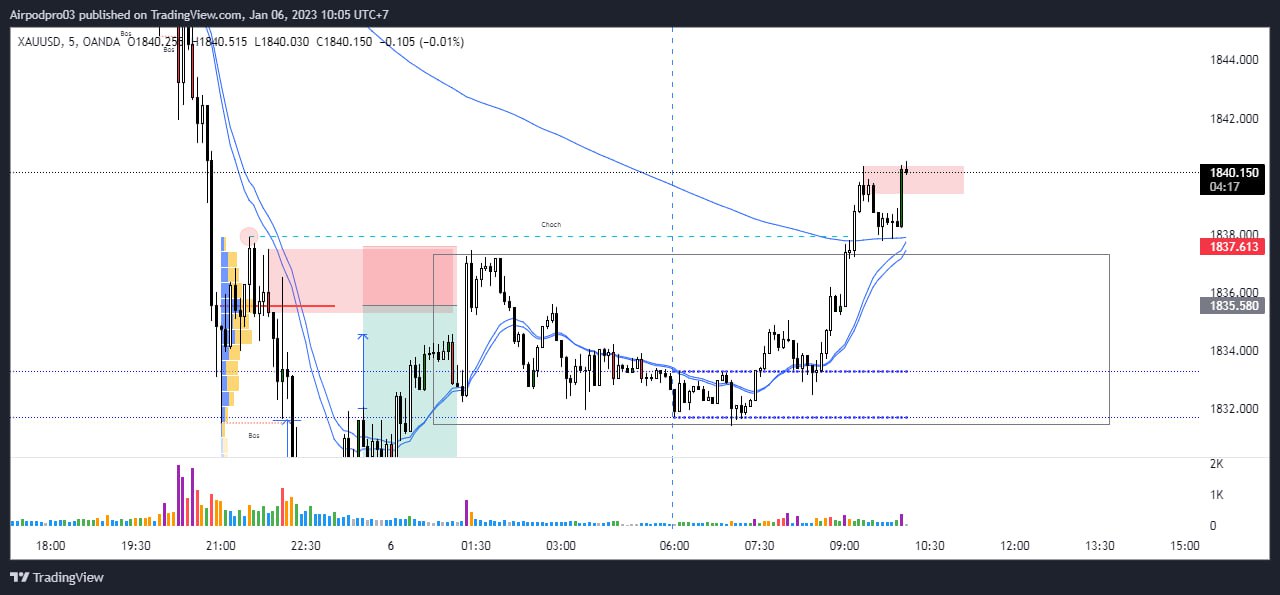 Airpodpro03 published on TradingView.com, Jan 06, 2023 10:05 UTC+7
Bos
XAUUSD, 5, OANDA O1840.255 H1840.515 L1840.030 C1840.150 −0.105 (−0.01%)
Bos
1844.000
1842.000
1840.150
04:17
Choch
1838.000
1837.613
1836.000
1835.580
1834.000
1832.000
Bos
2K
1K
0
18:00 19:30 21:00 22:30 6 01:30 03:00 06:00 07:30 09:00 10:30 12:00 13:30 15:00
TradingView